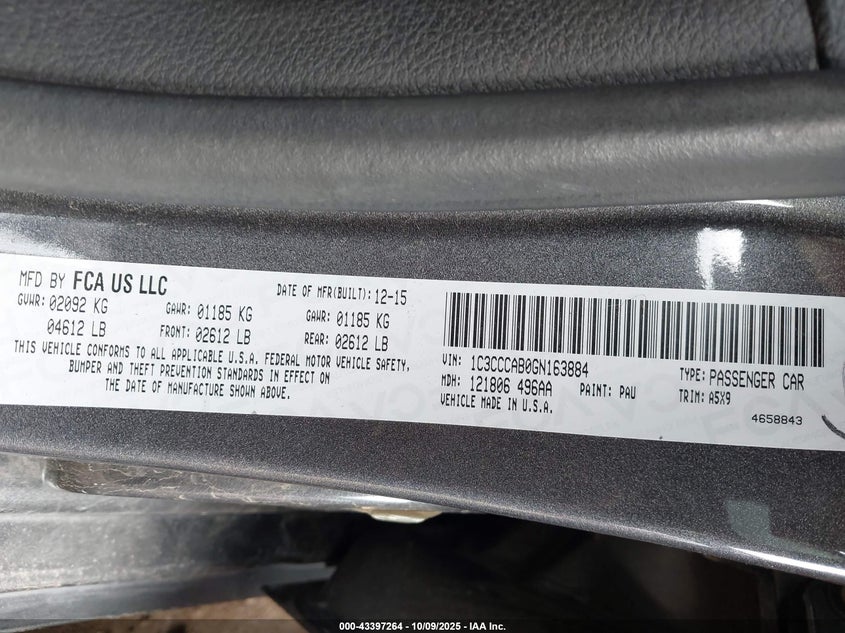 MFD BY FCA US LLC
DATE OF MFR(BUILT): 12-15
GVWR: 02092 KG
GAWR: 01185 KG
GAWR: 01185 KG
04612 LB
FRONT: 02612 LB
REAR: 02612 LB
THIS VEHICLE CONFORMS TO ALL APPLICABLE U.S.A. FEDERAL MOTOR VEHICLE SAFETY,
BUMPER AND THEFT PREVENTION STANDARDS IN EFFECT ON
THE DATE OF MANUFACTURE SHOWN ABOVE.
VIN: 1C3CCCAB0GN163884
TYPE: PASSENGER CAR
MDH: 121806 496AA
PAINT: PAU
TRIM: A5X9
VEHICLE MADE IN U.S.A.
4658843
000-43397264 | 10/09/2025 - IAA Inc.